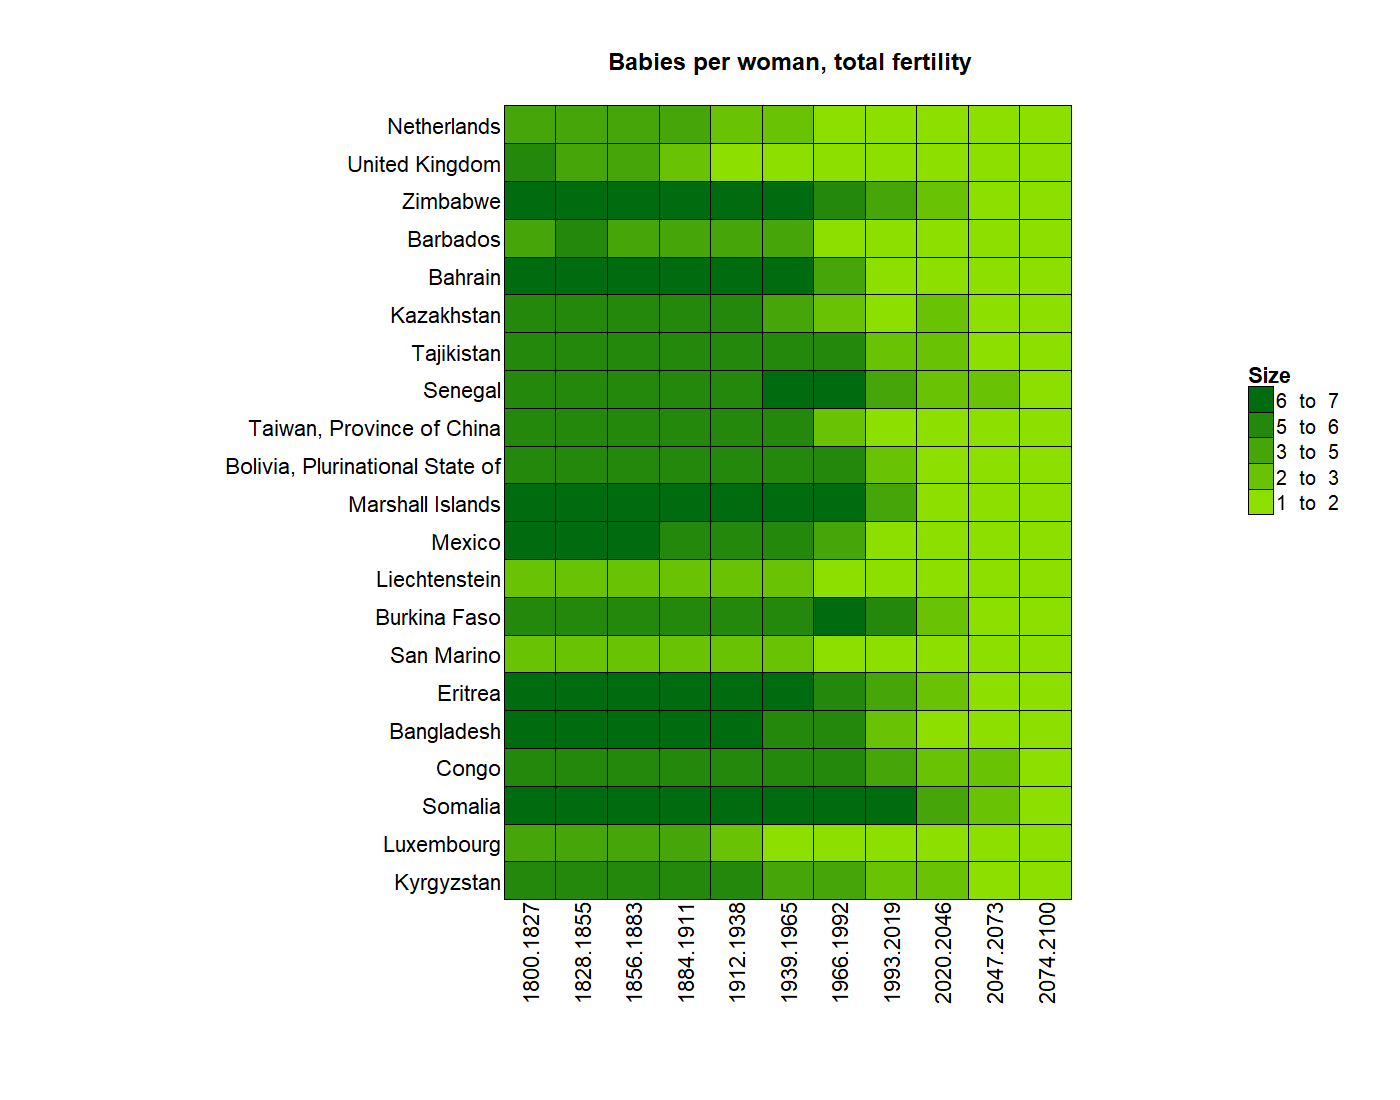 Babies per woman, total fertility
Netherlands
United Kingdom
Zimbabwe
Barbados
Bahrain
Kazakhstan
Tajikistan
Senegal
Taiwan, Province of China
Bolivia, Plurinational State of
Marshall Islands
Mexico
Liechtenstein
Burkina Faso
San Marino
Eritrea
Bangladesh
Congo
Somalia
Luxembourg
Kyrgyzstan
1800.1827
1828.1855
1856.1883
1884.1911
1912.1938
1939.1965
1966.1992
1993.2019
2020.2046
2047.2073
2074.2100
Size
6 to 7
5 to 6
3 to 5
2 to 3
1 to 2